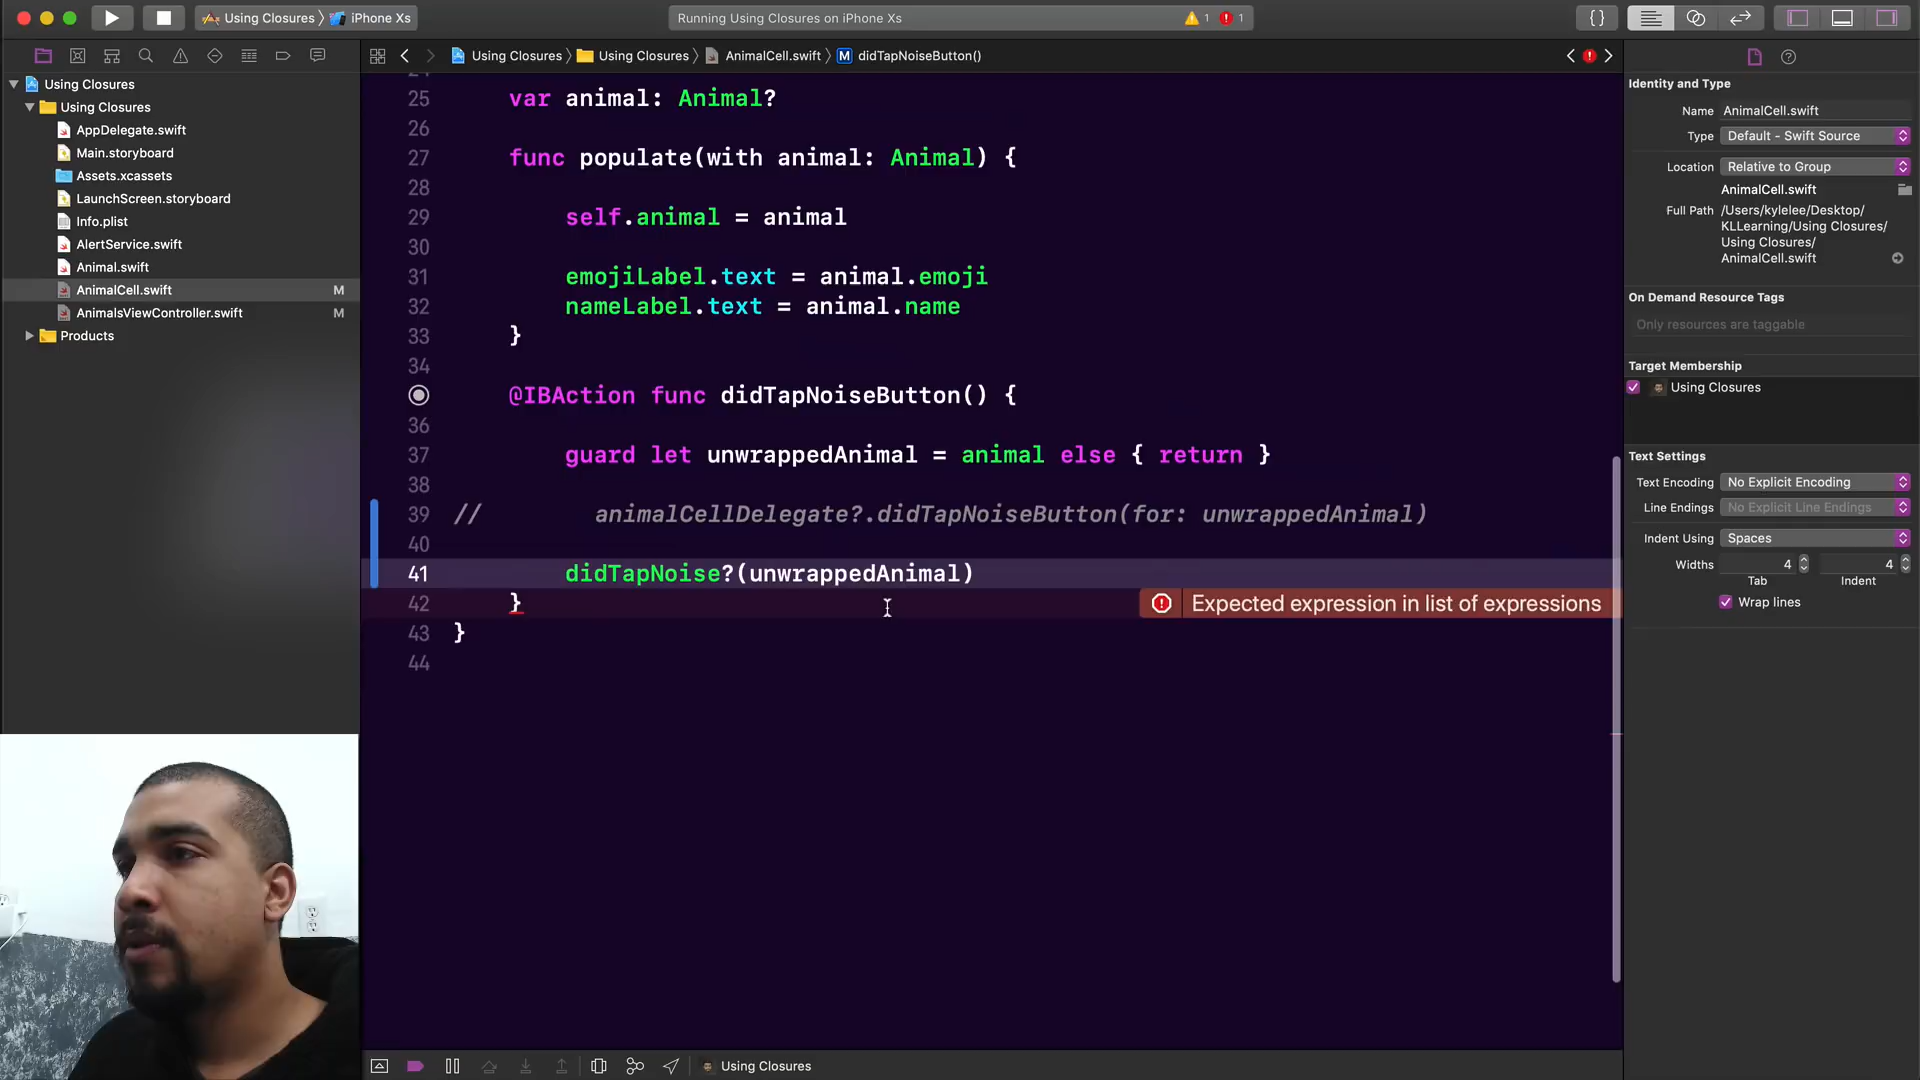 Using Closures
iPhone Xs
Running Using Closures on iPhone Xs
1
1
{}
Using Closures
Using Closures
AnimalCell.swift
M
didTapNoiseButton()
Using Closures
Using Closures
AppDelegate.swift
Main.storyboard
Assets.xcassets
LaunchScreen.storyboard
Info.plist
AlertService.swift
Animal.swift
AnimalCell.swift M
AnimalsViewController.swift M
Products
25 var animal: Animal?
26
27 func populate(with animal: Animal) {
28
29 self.animal = animal
30
31 emojiLabel.text = animal.emoji
32 nameLabel.text = animal.name
33 }
34
@IBAction func didTapNoiseButton() {
36
37 guard let unwrappedAnimal = animal else { return }
38
39 // animalCellDelegate?.didTapNoiseButton(for: unwrappedAnimal)
40
41 didTapNoise?(unwrappedAnimal)
42 } Expected expression in list of expressions
43 }
44
Using Closures
Identity and Type
Name AnimalCell.swift
Type Default - Swift Source
Location Relative to Group
AnimalCell.swift
Full Path /Users/kylelee/Desktop/
KLLearning/Using Closures/
Using Closures/
AnimalCell.swift
On Demand Resource Tags
Only resources are taggable
Target Membership
Using Closures
Text Settings
Text Encoding No Explicit Encoding
Line Endings No Explicit Line Endings
Indent Using Spaces
Widths 4 4
Tab Indent
Wrap lines